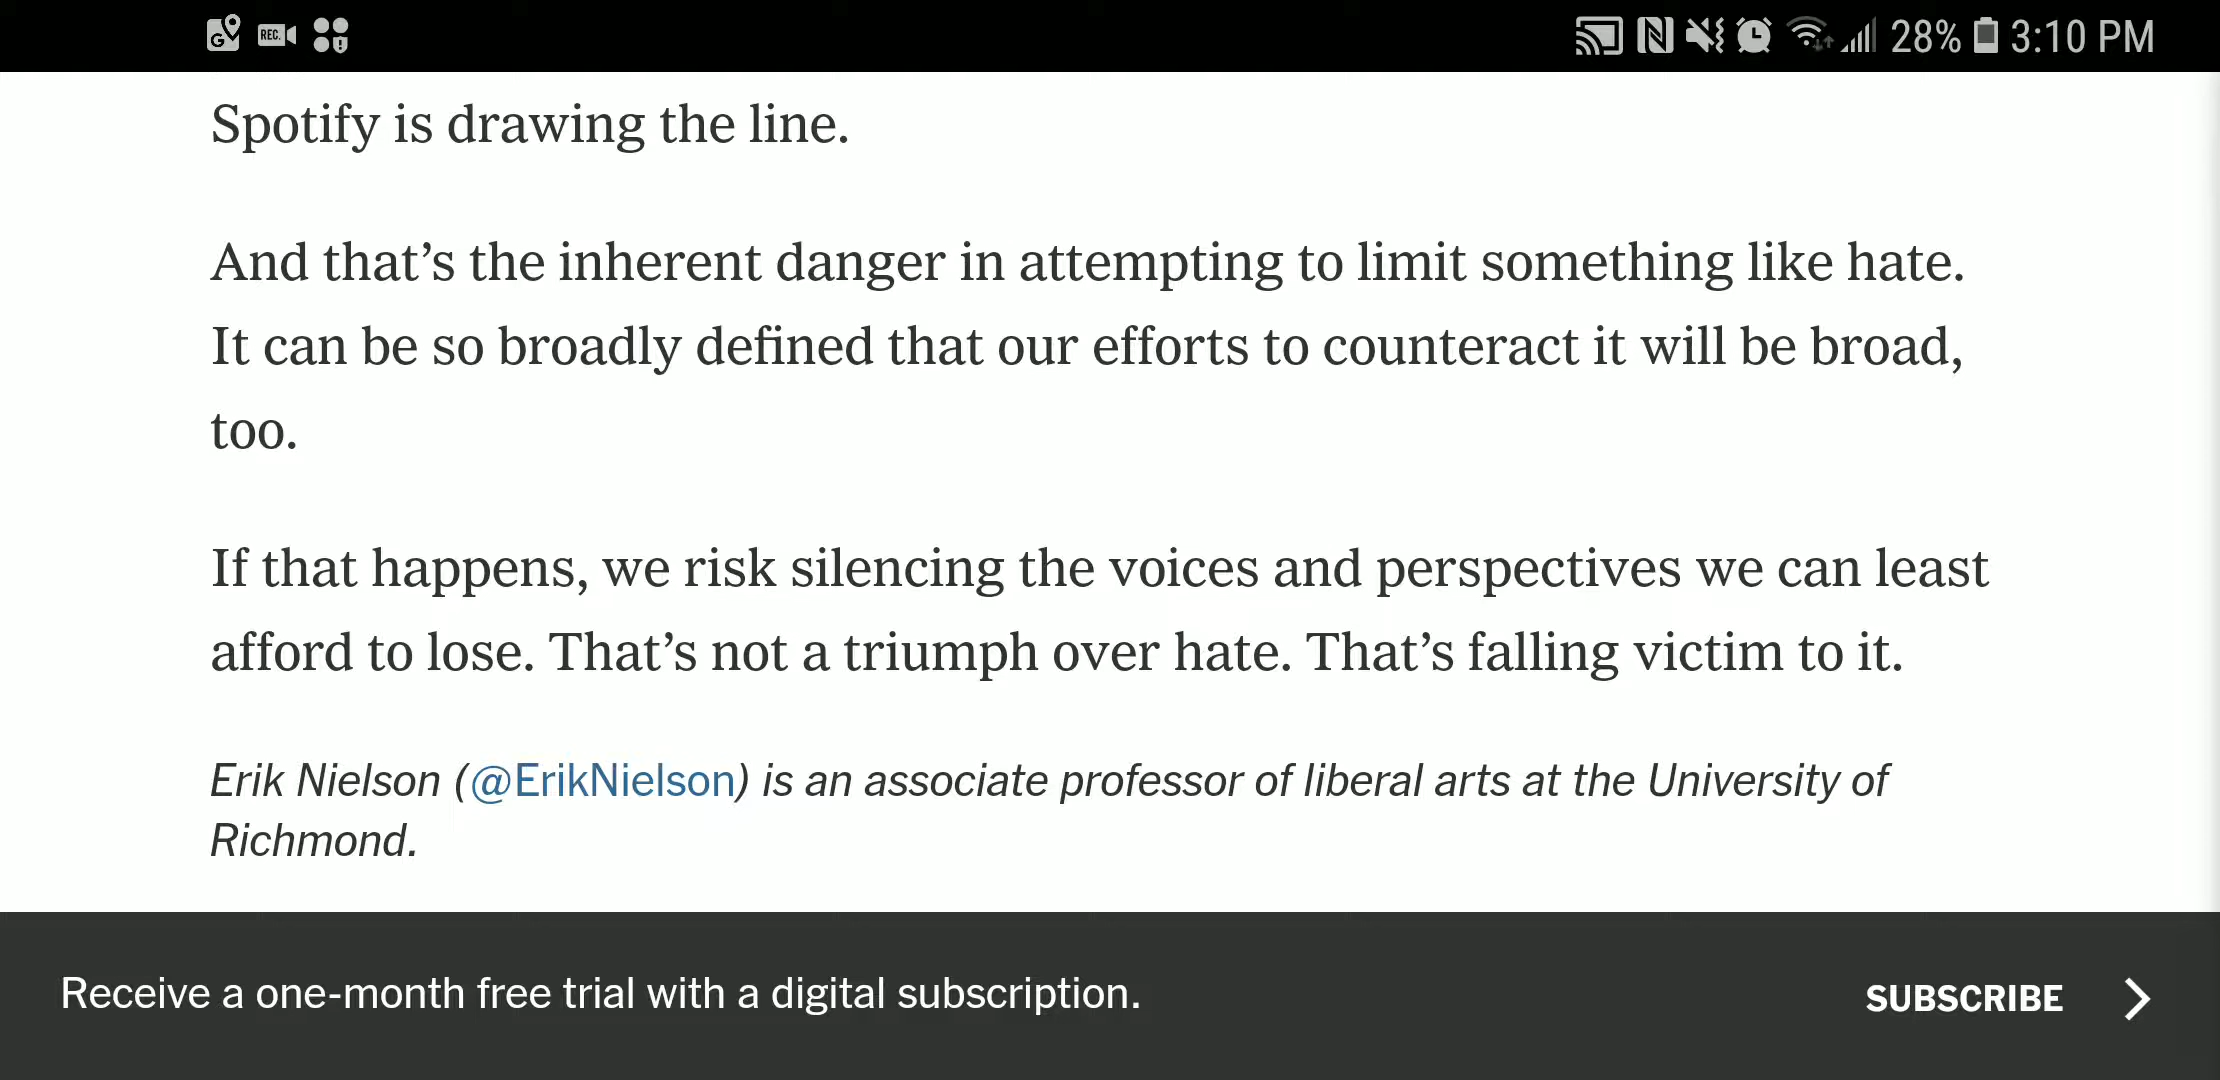 G REC. 28% 3:10 PM
Spotify is drawing the line.
And that’s the inherent danger in attempting to limit something like hate.
It can be so broadly defined that our efforts to counteract it will be broad,
too.
If that happens, we risk silencing the voices and perspectives we can least
afford to lose. That’s not a triumph over hate. That’s falling victim to it.
Erik Nielson (@ErikNielson) is an associate professor of liberal arts at the University of
Richmond.
Receive a one-month free trial with a digital subscription. SUBSCRIBE